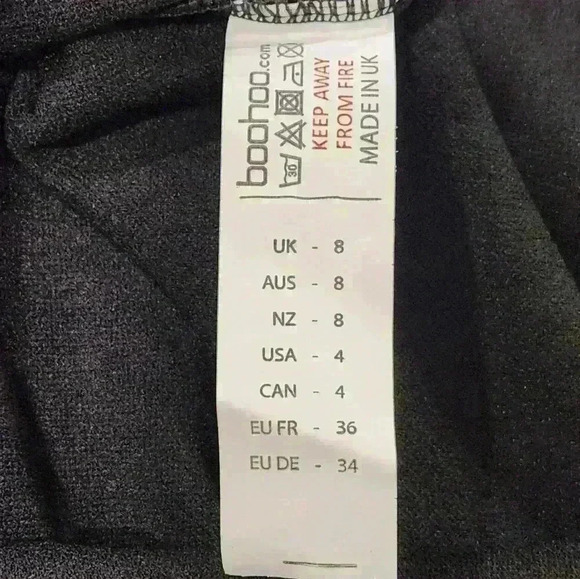 boohoo.com
30
KEEP AWAY
FROM FIRE
MADE IN UK
UK - 8
AUS - 8
NZ - 8
USA - 4
CAN - 4
EU FR - 36
EU DE - 34